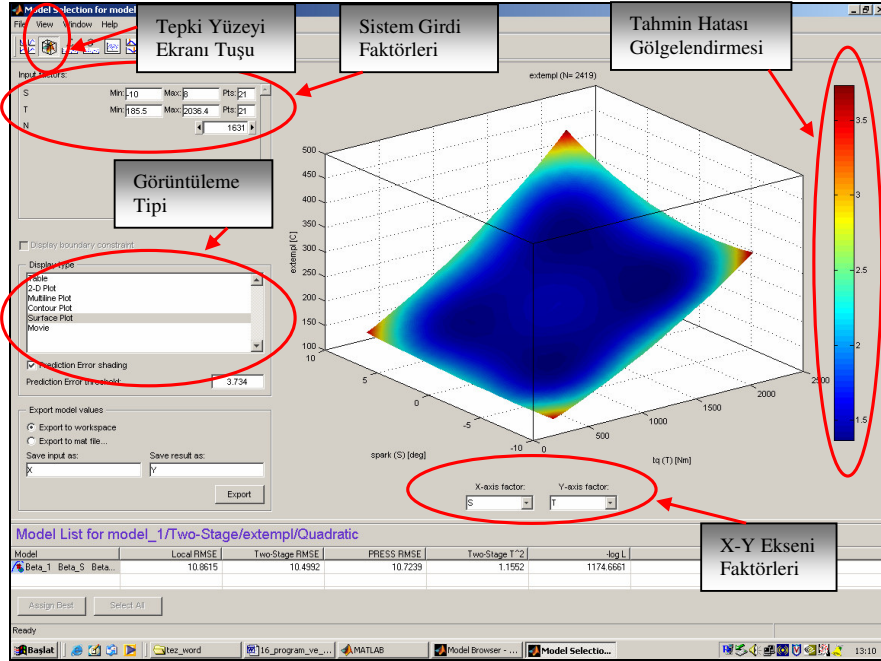 Model Selection for mod
File View Window Help
Tepki Yüzeyi
Ekranı Tuşu
Sistem Girdi
Faktörleri
Tahmin Hatası
Gölgelendirmesi
Input factors:
S Min: -10 Max: 8 Pts: 21
T Min: 185.5 Max: 2036.4 Pts: 21
N 1631
Görüntüleme
Tipi
Display boundary constraint
Display type
Table
2-D Plot
Multiline Plot
Contour Plot
Surface Plot
Movie
Prediction Error shading
Prediction Error threshold: 3.734
Export model values
Export to workspace
Export to mat file...
Save input as: Save result as:
X Y
Export
extempl (N= 2419)
extempl [C]
500
450
400
350
300
250
200
150
100
10
5
0
-5
-10
spark (S) [deg]
0
500
1000
1500
2000
2500
tq (T) [Nm]
3.5
3
2.5
2
1.5
X-axis factor: Y-axis factor:
S T
X-Y Ekseni
Faktörleri
Model List for model_1/Two-Stage/extempl/Quadratic
Model Local RMSE Two-Stage RMSE PRESS RMSE Two-Stage T^2 -log L
Beta_1 Beta_S Beta... 10.8615 10.4992 10.7239 1.1552 1174.6661
Assign Best Select All
Ready
Başlat tez_word 16_program_ve_... MATLAB Model Browser - ... Model Selectio... 13:10